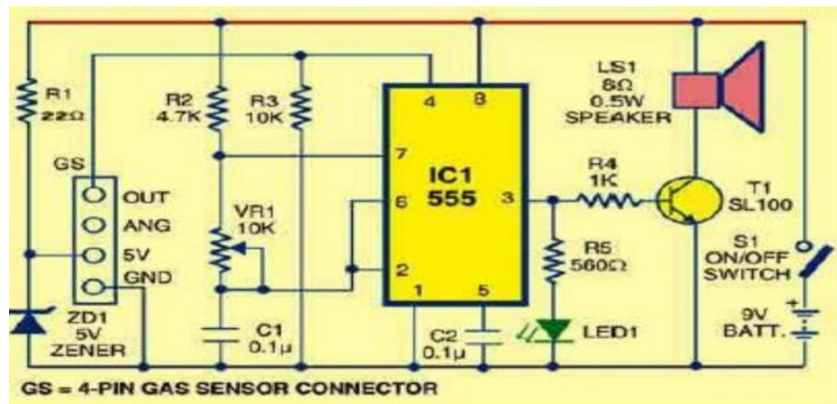 R1
22Ω
R2
4.7K
R3
10K
4
8
LS1
8Ω
0.5W
SPEAKER
GS
OUT
ANG
5V
GND
7
IC1
555
6
3
2
1
5
VR1
10K
R4
1K
T1
SL100
R5
560Ω
S1
ON/OFF
SWITCH
ZD1
5V
ZENER
C1
0.1µ
C2
0.1µ
LED1
+
9V
BATT.
GS = 4-PIN GAS SENSOR CONNECTOR